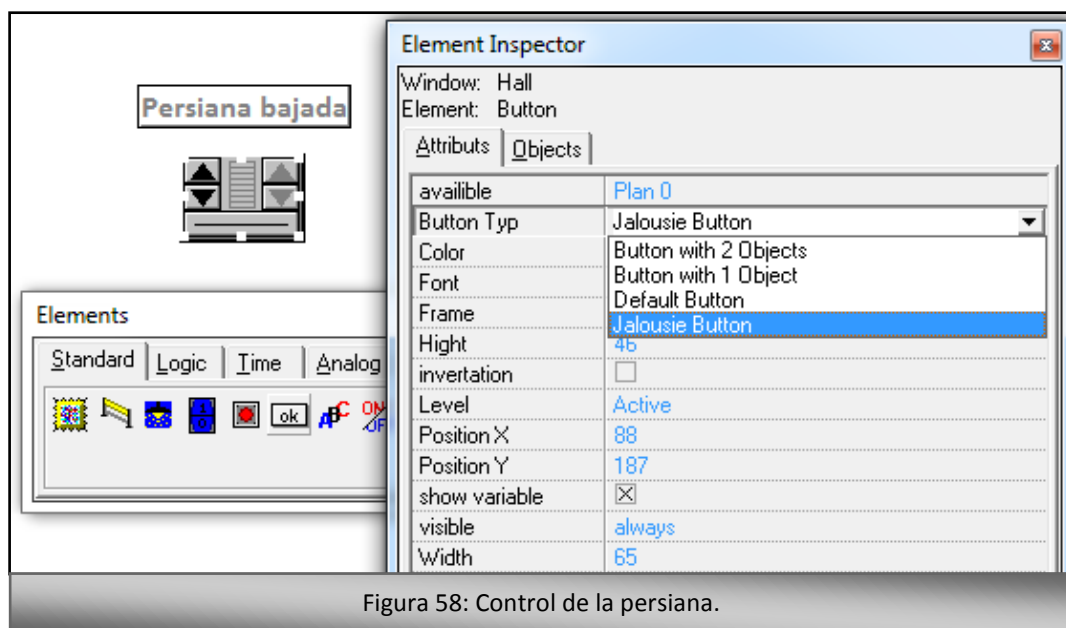 Persiana bajada
Element Inspector
Window: Hall
Element: Button
Attributs Objects
availible Plan 0
Button Typ Jalousie Button
Color Button with 2 Objects
Font Button with 1 Object
Frame Default Button
Jalousie Button
Hight 46
invertation
Level Active
Position X 88
Position Y 187
show variable
visible always
Width 65
Elements
Standard Logic Time Analog
1 0 ok ABC ON
Figura 58: Control de la persiana.